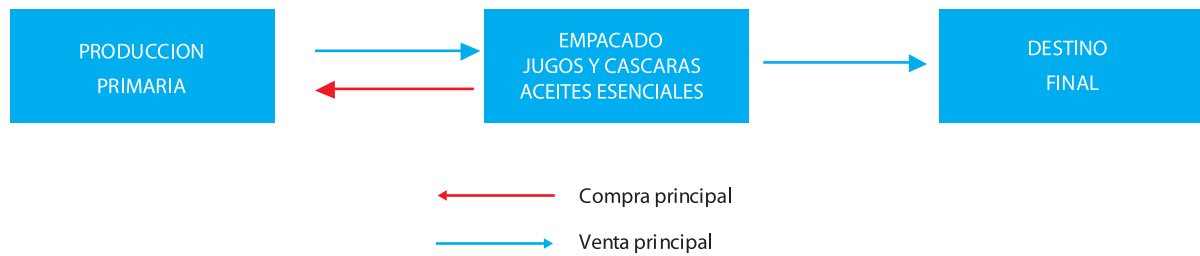 PRODUCCION
PRIMARIA
EMPACADO
JUGOS Y CASCARAS
ACEITES ESENCIALES
DESTINO
FINAL
Compra principal
Venta principal